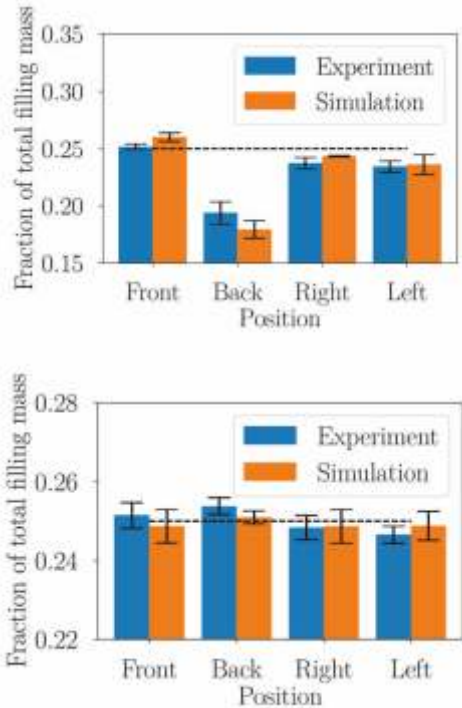 Fraction of total filling mass
0.35
0.30
0.25
0.20
0.15
Experiment
Simulation
Front Back Right Left
Position
Fraction of total filling mass
0.28
0.26
0.24
0.22
Experiment
Simulation
Front Back Right Left
Position